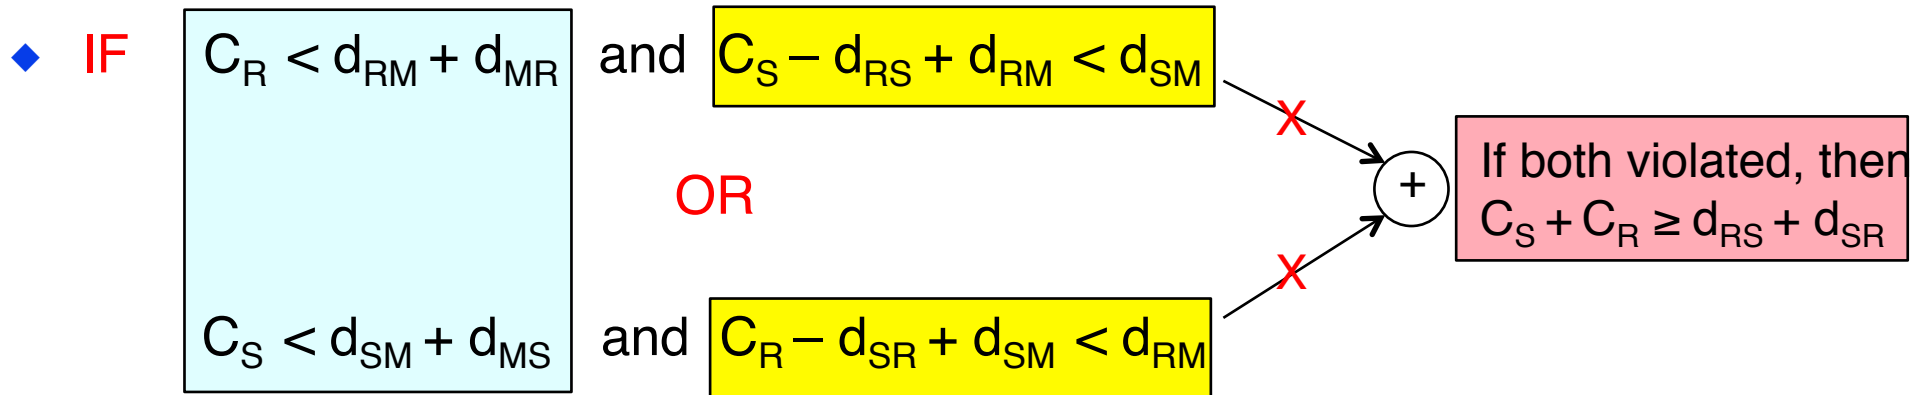 ◆ IF C_R < d_RM + d_MR and C_S – d_RS + d_RM < d_SM
X
If both violated, then
+
OR
C_S + C_R ≥ d_RS + d_SR
X
C_S < d_SM + d_MS and C_R – d_SR + d_SM < d_RM